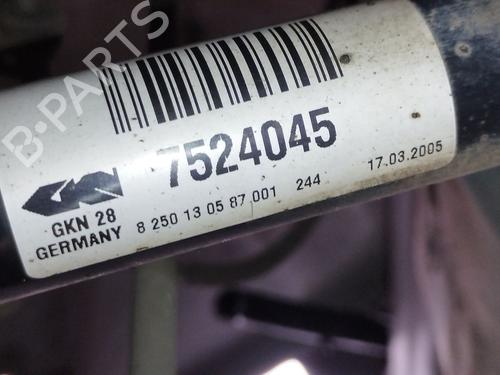 B-PARTS
7524045
GKN 28
GERMANY
8 250 13 05 87 001 244 17.03.2005